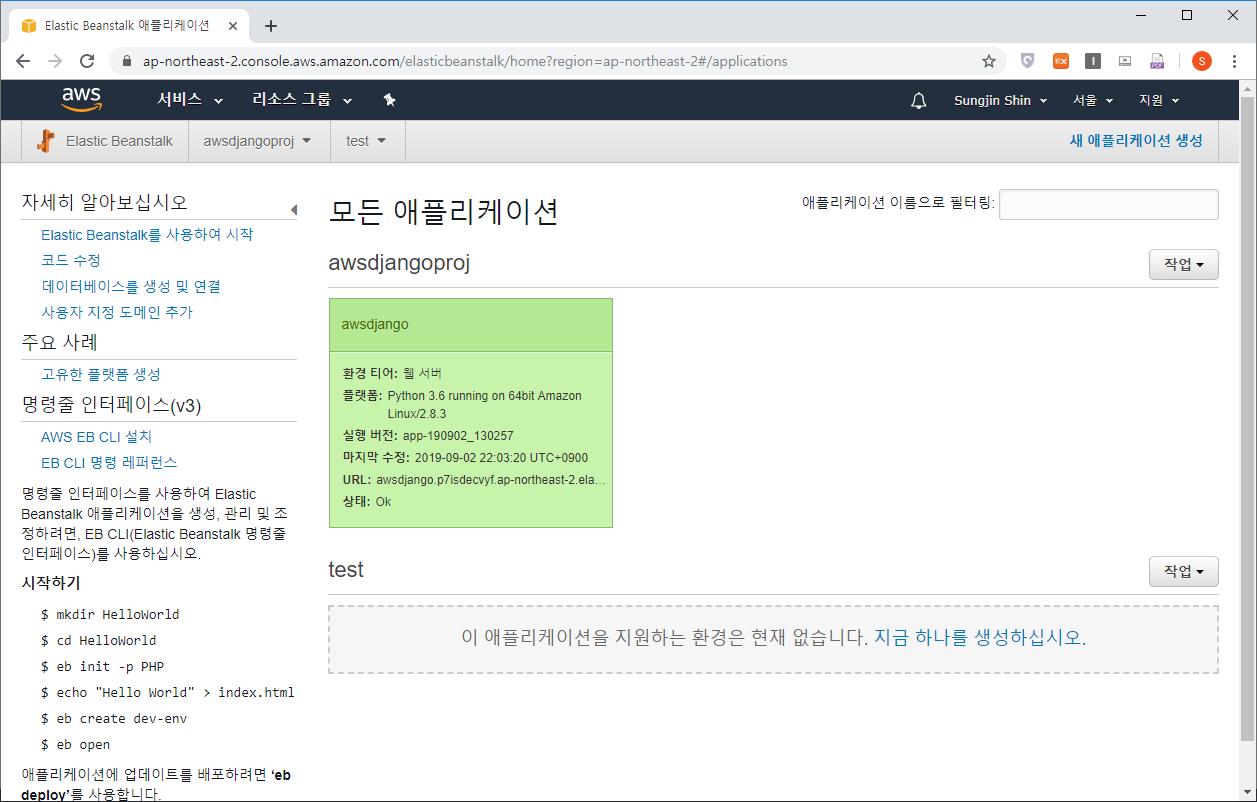 Elastic Beanstalk 애플리케이션
ap-northeast-2.console.aws.amazon.com/elasticbeanstalk/home?region=ap-northeast-2#/applications
Ex
I
PDF
S
aws 서비스 리소스 그룹 Sungjin Shin 서울 지원
Elastic Beanstalk awsdjangoproj test 새 애플리케이션 생성
자세히 알아보십시오
Elastic Beanstalk를 사용하여 시작
코드 수정
데이터베이스를 생성 및 연결
사용자 지정 도메인 추가
주요 사례
고유한 플랫폼 생성
명령줄 인터페이스(v3)
AWS EB CLI 설치
EB CLI 명령 레퍼런스
명령줄 인터페이스를 사용하여 Elastic
Beanstalk 애플리케이션을 생성, 관리 및 조
정하려면, EB CLI(Elastic Beanstalk 명령줄
인터페이스)를 사용하십시오.
시작하기
$ mkdir HelloWorld
$ cd HelloWorld
$ eb init -p PHP
$ echo "Hello World" > index.html
$ eb create dev-env
$ eb open
애플리케이션에 업데이트를 배포하려면 ‘eb
deploy’를 사용합니다.
모든 애플리케이션
애플리케이션 이름으로 필터링:
awsdjangoproj
작업
awsdjango
환경 티어: 웹 서버
플랫폼: Python 3.6 running on 64bit Amazon
Linux/2.8.3
실행 버전: app-190902_130257
마지막 수정: 2019-09-02 22:03:20 UTC+0900
URL: awsdjango.p7isdecvyf.ap-northeast-2.ela...
상태: Ok
test
작업
이 애플리케이션을 지원하는 환경은 현재 없습니다. 지금 하나를 생성하십시오.